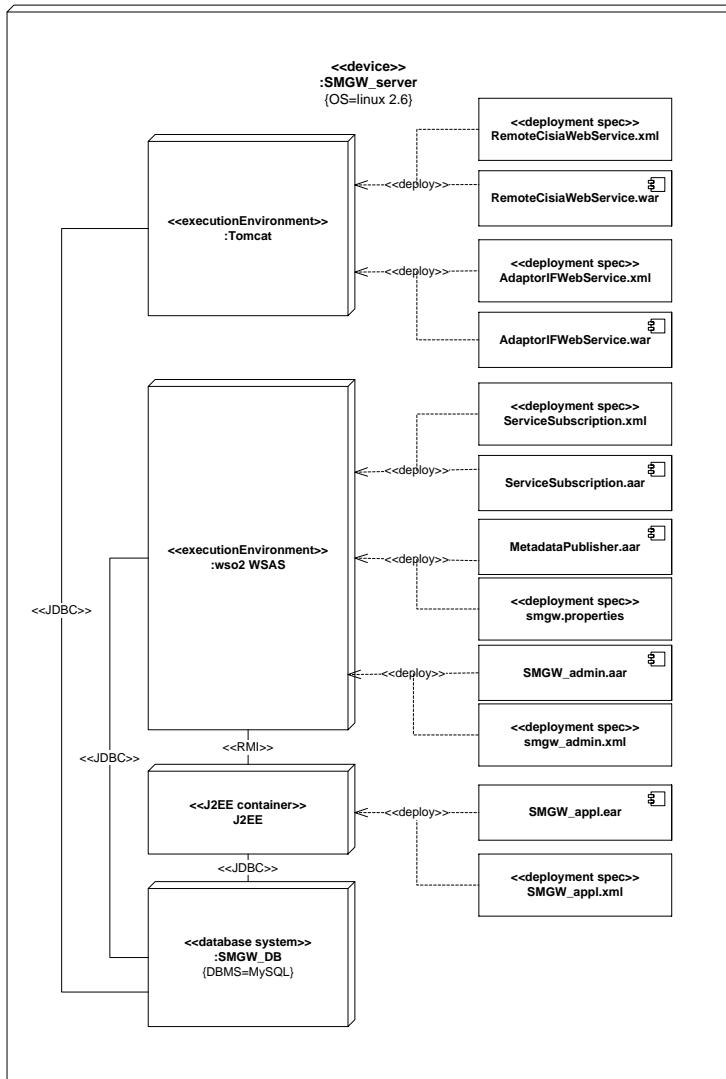 <<device>>
:SMGW_server
{OS=linux 2.6}
<<deployment spec>>
RemoteCisiaWebService.xml
<<deploy>>
RemoteCisiaWebService.war
<<executionEnvironment>>
:Tomcat
<<deployment spec>>
AdaptorIFWebService.xml
<<deploy>>
AdaptorIFWebService.war
<<deployment spec>>
ServiceSubscription.xml
<<deploy>>
ServiceSubscription.aar
<<executionEnvironment>>
:wso2 WSAS
MetadataPublisher.aar
<<deploy>>
<<deployment spec>>
smgw.properties
<<JDBC>>
SMGW_admin.aar
<<deploy>>
<<deployment spec>>
smgw_admin.xml
<<RMI>>
<<JDBC>>
<<J2EE container>>
J2EE
<<deploy>>
SMGW_appl.ear
<<JDBC>>
<<deployment spec>>
SMGW_appl.xml
<<database system>>
:SMGW_DB
{DBMS=MySQL}